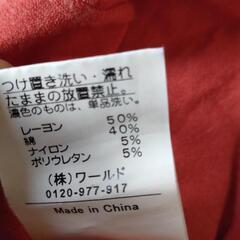 つけ置き洗い・濡れ
たままの放置禁止。
濃色のものは、単品洗い。
レーヨン 50%
綿 40%
ナイロン 5%
ポリウレタン 5%
(株)ワールド
0120-977-917
Made in China